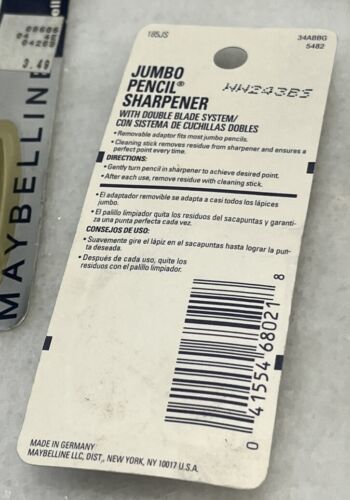 165JS
34ABBG
5482
JUMBO
PENCIL®
SHARPENER
WW243BS
WITH DOUBLE BLADE SYSTEM/
CON SISTEMA DE CUCHILLAS DOBLES
• Removable adaptor fits most jumbo pencils.
• Cleaning stick removes residue from sharpener and ensures a
perfect point every time.
DIRECTIONS:
• Gently turn pencil in sharpener to achieve desired point.
• After each use, remove residue with cleaning stick.
• El adaptador removible se adapta a casi todos los lápices
jumbo.
• El palillo limpiador quita los residuos del sacapuntas y garanti-
za una punta perfecta cada vez.
CONSEJOS DE USO:
• Suavemente gire el lápiz en el sacapuntas hasta lograr la pun-
ta deseada.
• Después de cada uso, quite los
residuos con el palillo limpiador.
0 41554 68021 8
MADE IN GERMANY
MAYBELLINE LLC, DIST., NEW YORK, NY 10017 U.S.A.
MAYBELLINE
3.49